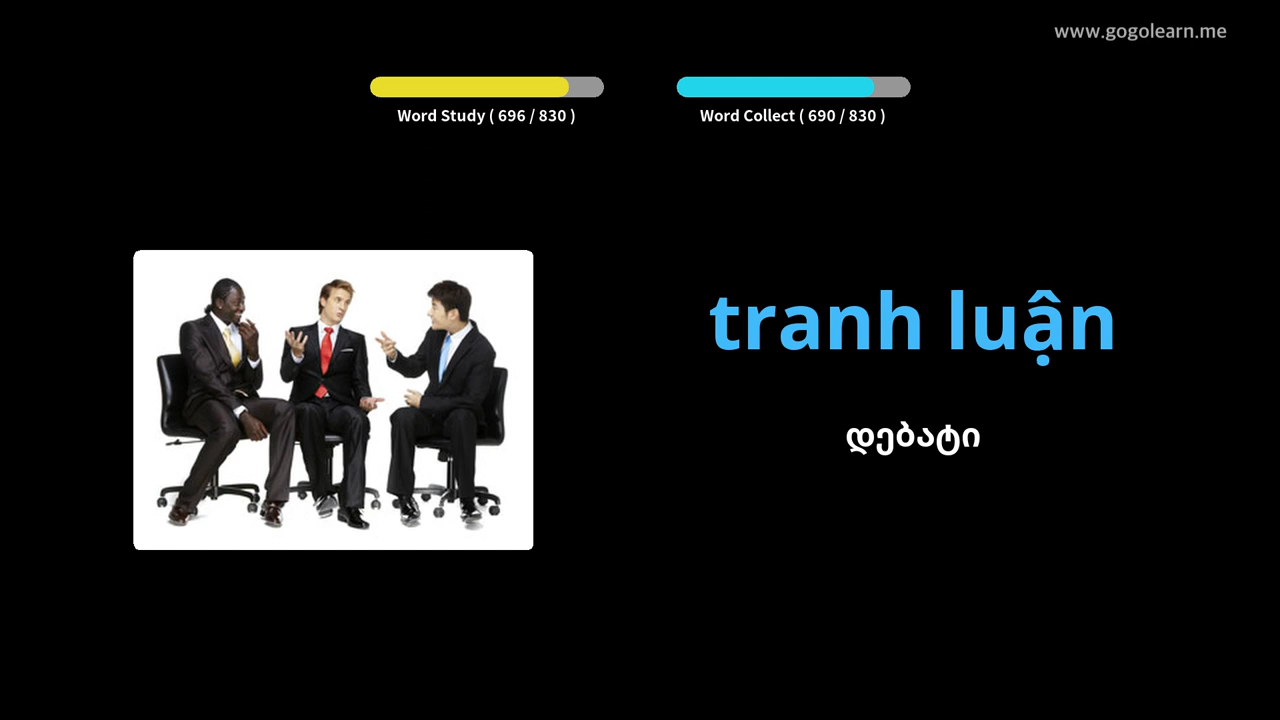 www.gogolearn.me
Word Study ( 696 / 830 )
Word Collect ( 690 / 830 )
tranh luận
დებატი